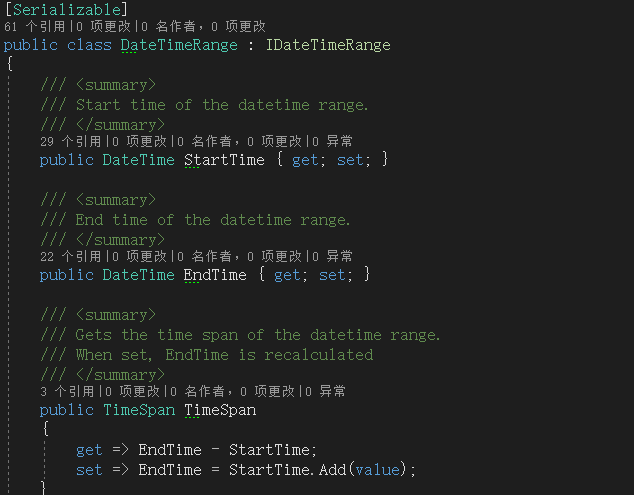 [Serializable]
61 个引用|0 项更改|0 名作者, 0 项更改
public class DateTimeRange : IDateTimeRange
{
/// <summary>
/// Start time of the datetime range.
/// </summary>
29 个引用|0 项更改|0 名作者, 0 项更改|0 异常
public DateTime StartTime { get; set; }
/// <summary>
/// End time of the datetime range.
/// </summary>
22 个引用|0 项更改|0 名作者, 0 项更改|0 异常
public DateTime EndTime { get; set; }
/// <summary>
/// Gets the time span of the datetime range.
/// When set, EndTime is recalculated
/// </summary>
3 个引用|0 项更改|0 名作者, 0 项更改|0 异常
public TimeSpan TimeSpan
{
get => EndTime - StartTime;
set => EndTime = StartTime.Add(value);
}